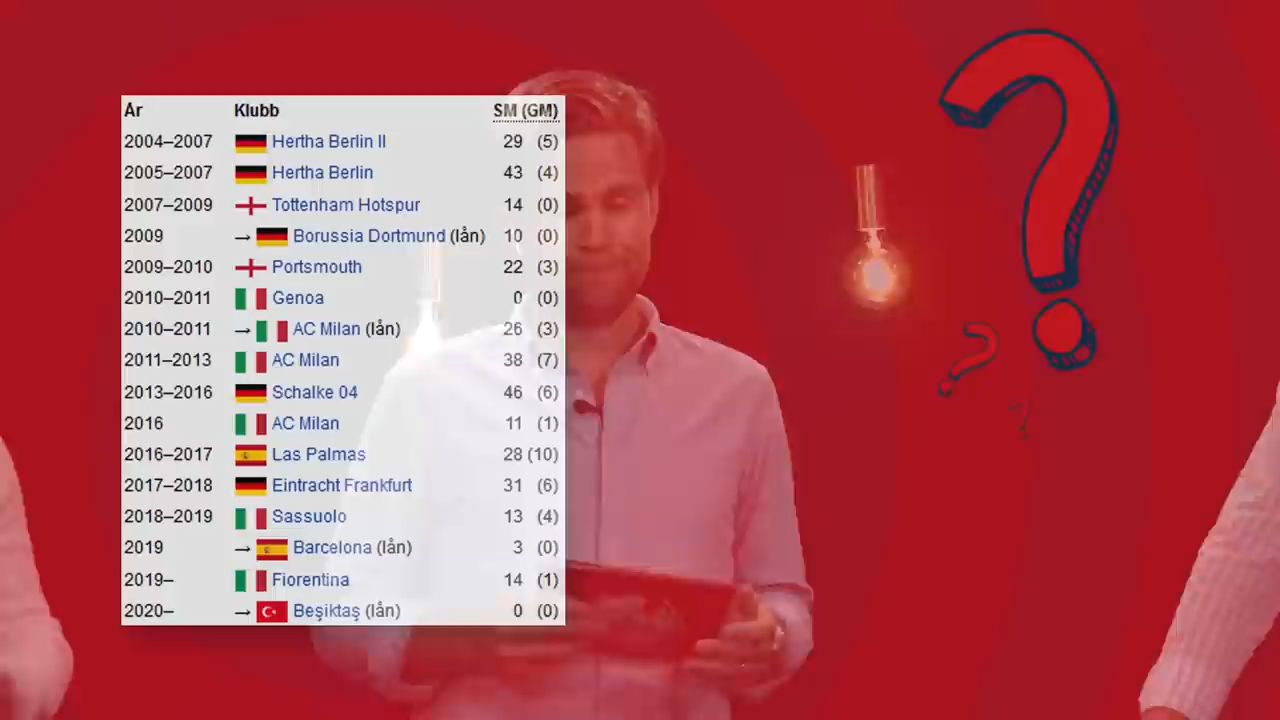 År Klubb SM (GM)
2004–2007 Hertha Berlin II 29 (5)
2005–2007 Hertha Berlin 43 (4)
2007–2009 Tottenham Hotspur 14 (0)
2009 → Borussia Dortmund (lån) 10 (0)
2009–2010 Portsmouth 22 (3)
2010–2011 Genoa 0 (0)
2010–2011 → AC Milan (lån) 26 (3)
2011–2013 AC Milan 38 (7)
2013–2016 Schalke 04 46 (6)
2016 AC Milan 11 (1)
2016–2017 Las Palmas 28 (10)
2017–2018 Eintracht Frankfurt 31 (6)
2018–2019 Sassuolo 13 (4)
2019 → Barcelona (lån) 3 (0)
2019– Fiorentina 14 (1)
2020– → Beşiktaş (lån) 0 (0)
? ? ?